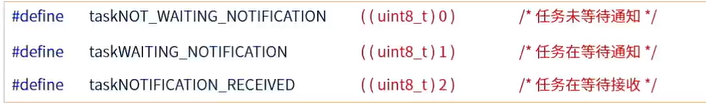 #define taskNOT_WAITING_NOTIFICATION ( ( uint8_t ) 0 ) /* 任务未等待通知 */
#define taskWAITING_NOTIFICATION ( ( uint8_t ) 1 ) /* 任务在等待通知 */
#define taskNOTIFICATION_RECEIVED ( ( uint8_t ) 2 ) /* 任务在等待接收 */